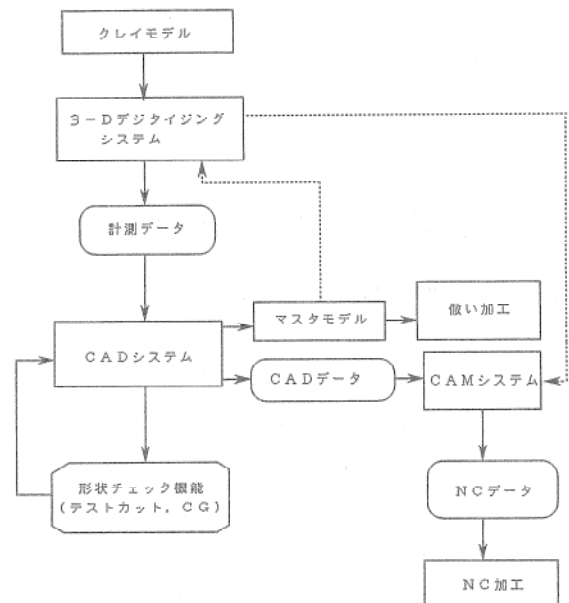 クレイモデル
3-Dデジタイジング
システム
計測データ
マスタモデル
倣い加工
CADシステム
CADデータ
CAMシステム
形状チェック機能
(テストカット,CG)
NCデータ
NC加工